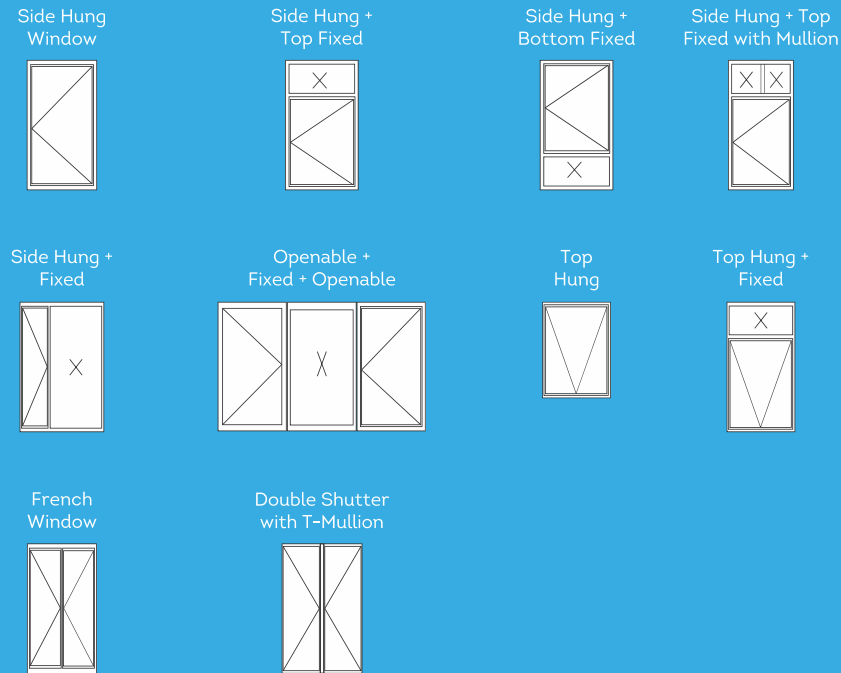 Side Hung
Window
Side Hung +
Top Fixed
Side Hung +
Bottom Fixed
Side Hung + Top
Fixed with Mullion
X
X
X
X
Side Hung +
Fixed
Openable +
Fixed + Openable
Top
Hung
Top Hung +
Fixed
X
X
X
French
Window
Double Shutter
with T-Mullion